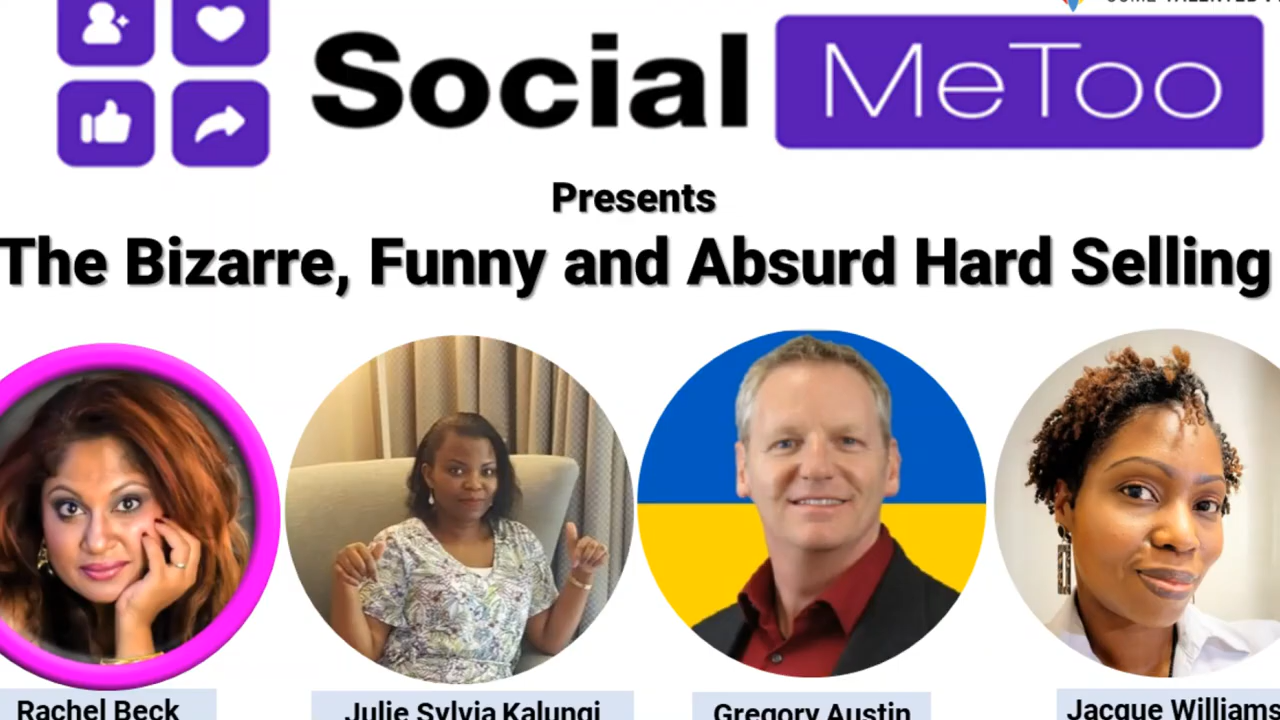 Social MeToo
Presents
The Bizarre, Funny and Absurd Hard Selling
Rachel Beck
Julie Sylvia Kalungi
Gregory Austin
Jacque Williams